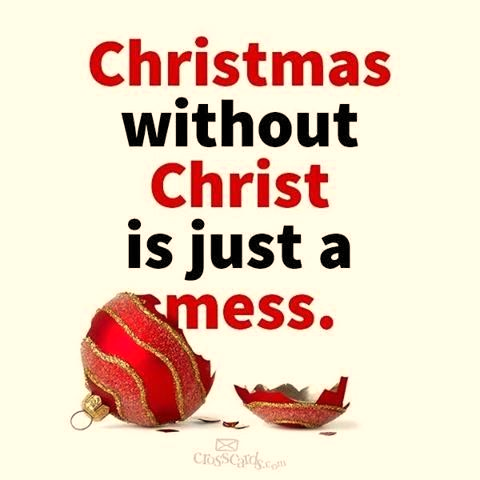 Christmas
without
Christ
is just a
mess.
crosscards.com